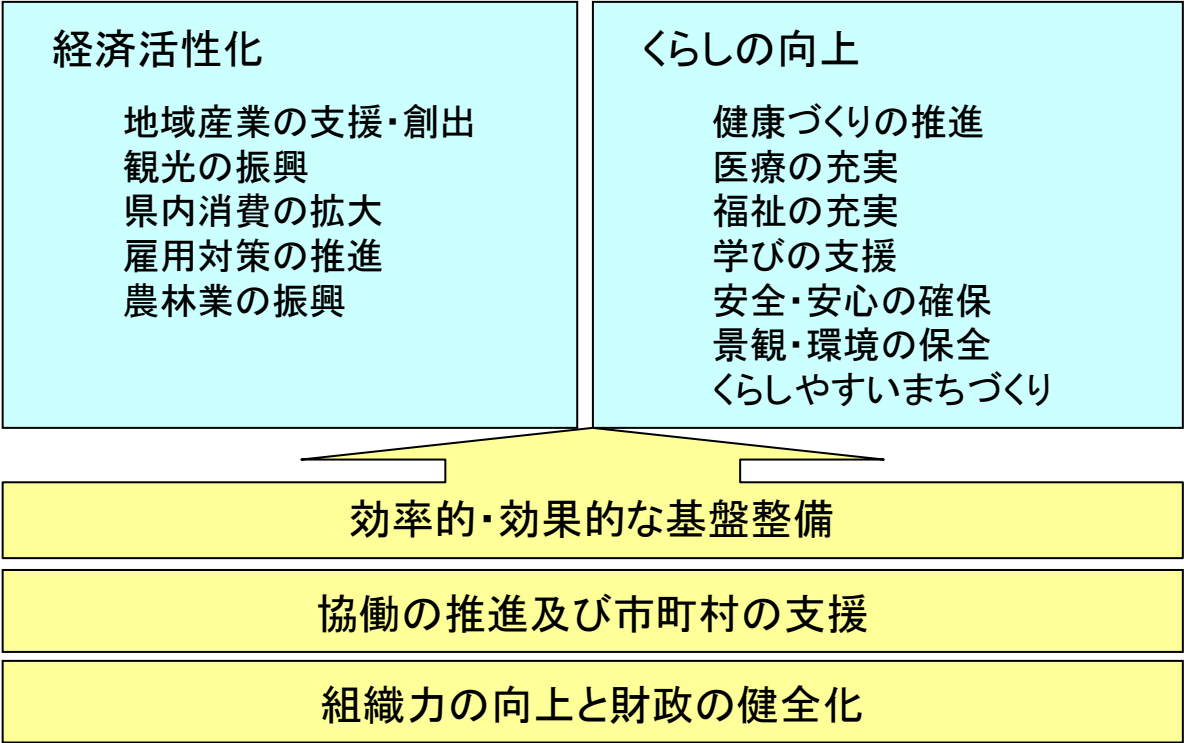 経済活性化
地域産業の支援・創出
観光の振興
県内消費の拡大
雇用対策の推進
農林業の振興
くらしの向上
健康づくりの推進
医療の充実
福祉の充実
学びの支援
安全・安心の確保
景観・環境の保全
くらしやすいまちづくり
効率的・効果的な基盤整備
協働の推進及び市町村の支援
組織力の向上と財政の健全化